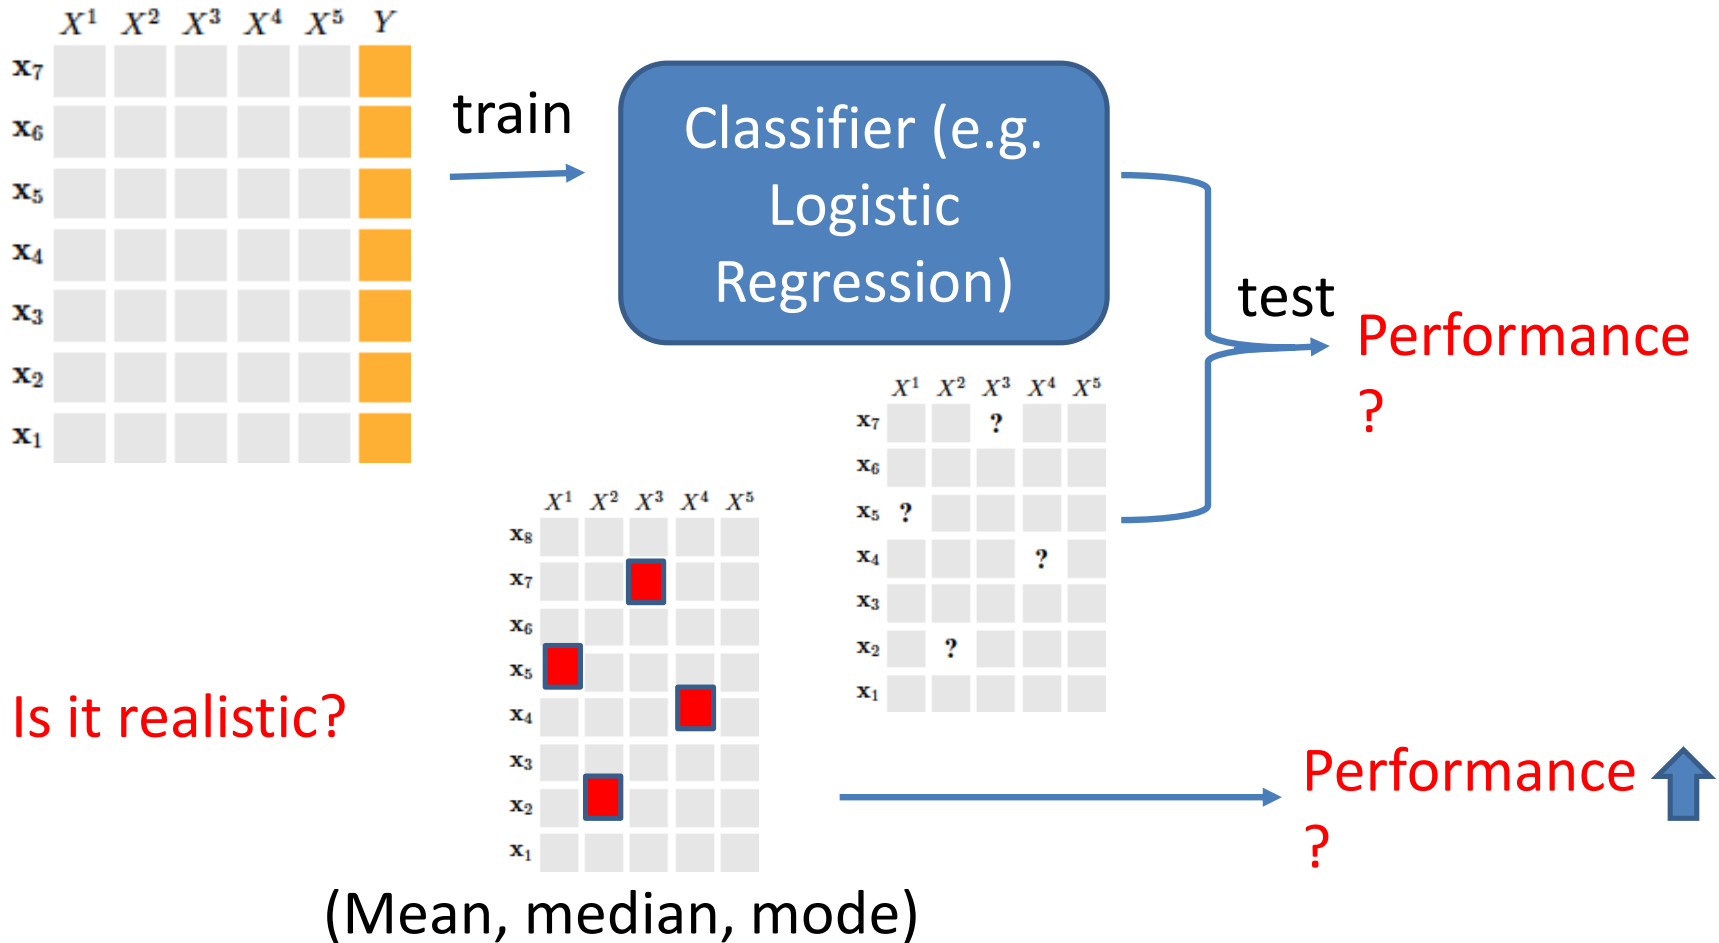 X¹ X² X³ X⁴ X⁵ Y
x₇
x₆
x₅
x₄
x₃
x₂
x₁
train
Classifier (e.g.
Logistic
Regression)
test
Performance
?
X¹ X² X³ X⁴ X⁵
x₇ ?
x₆
x₅ ?
x₄ ?
x₃
x₂ ?
x₁
X¹ X² X³ X⁴ X⁵
x₈
x₇
x₆
x₅
x₄
x₃
x₂
x₁
Is it realistic?
(Mean, median, mode)
Performance
?